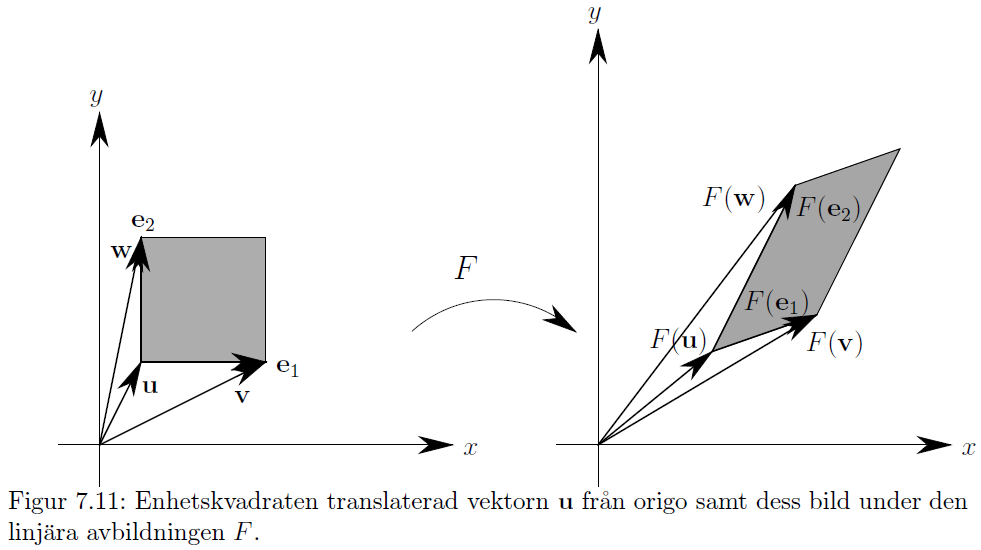 y
y
e₂
w
u
v
e₁
x
F
F(w)
F(e₂)
F(e₁)
F(u)
F(v)
x
Figur 7.11: Enhetskvadraten translaterad vektorn u från origo samt dess bild under den
linjära avbildningen F.